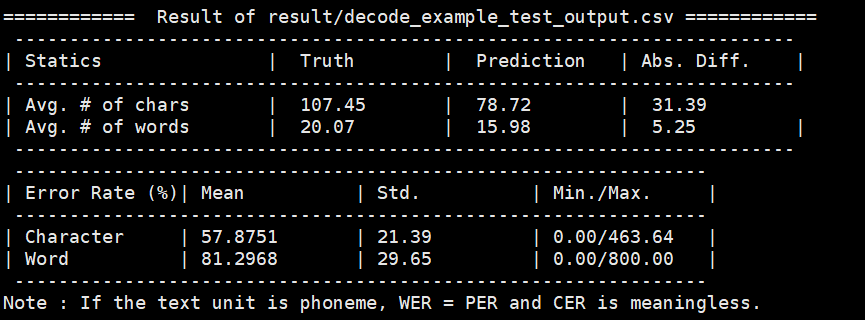 ============  Result of result/decode_example_test_output.csv ============
 -----------------------------------------------------------------------
| Statics               |  Truth         |  Prediction   | Abs. Diff.    |
 -----------------------------------------------------------------------
| Avg. # of chars       |  107.45        |  78.72        |  31.39
| Avg. # of words       |  20.07         |  15.98        |  5.25         |
 -----------------------------------------------------------------------
 ---------------------------------------------------------------
| Error Rate (%)| Mean          | Std.          | Min./Max.     |
 ---------------------------------------------------------------
| Character     | 57.8751       | 21.39         | 0.00/463.64   |
| Word          | 81.2968       | 29.65         | 0.00/800.00   |
 ---------------------------------------------------------------
Note : If the text unit is phoneme, WER = PER and CER is meaningless.